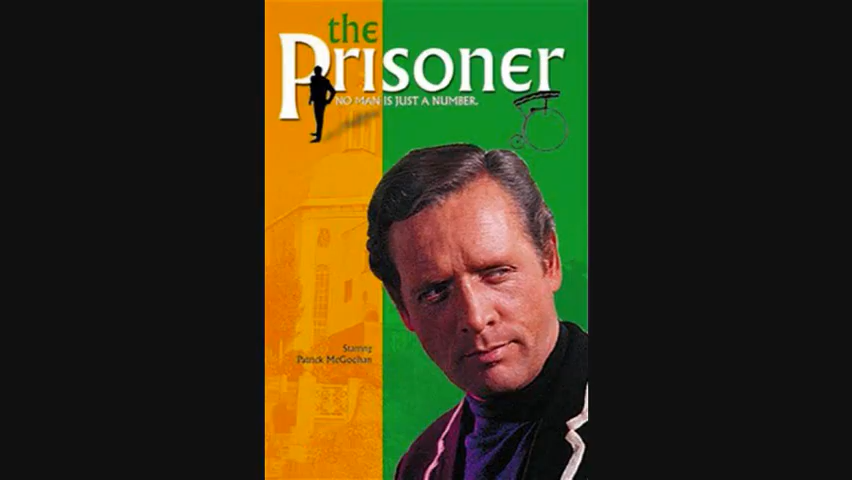 the
Prisoner
NO MAN IS JUST A NUMBER.
Starring
Patrick McGoohan